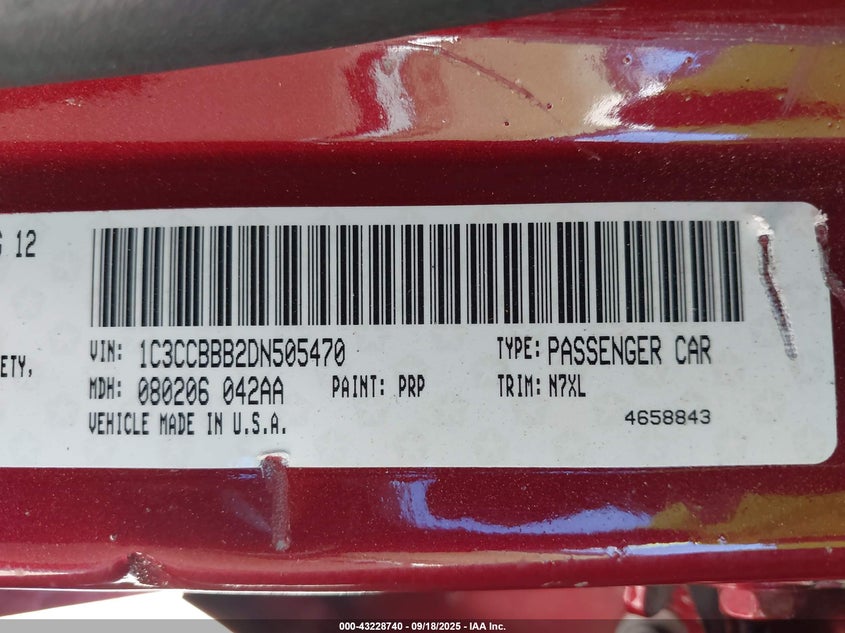 12
VIN: 1C3CCBBB2DN505470 TYPE: PASSENGER CAR
ETY,
MDH: 080206 042AA PAINT: PRP TRIM: N7XL
VEHICLE MADE IN U.S.A. 4658843
000-43228740 - 09/18/2025 - IAA Inc.